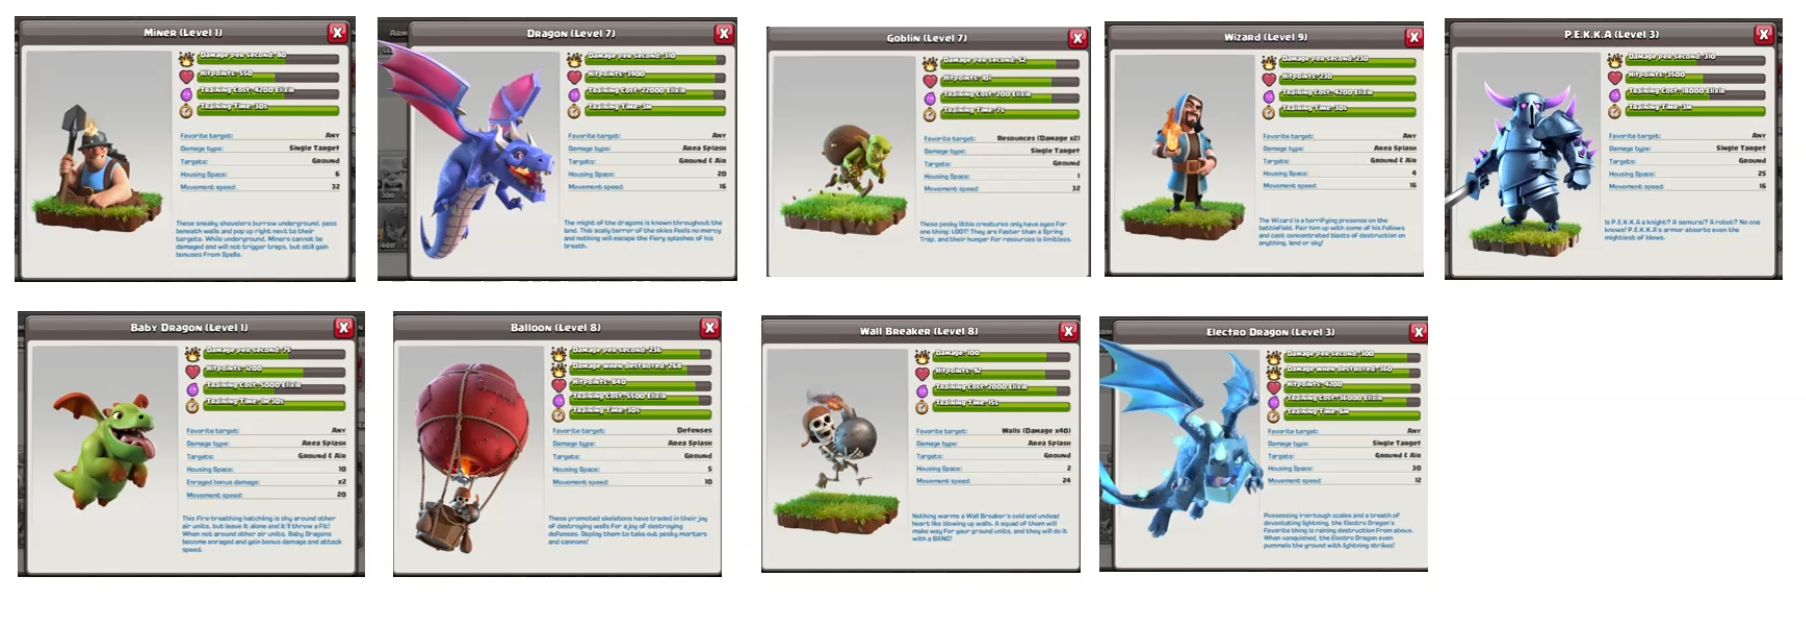 Miner (Level 1)
Damage per second: 80
Hitpoints: 550
Training Cost: 4200 Elixir
Training Time: 30s
Favorite target: Any
Damage type: Single Target
Targets: Ground
Housing Space: 6
Movement speed: 32
These sneaky shovelers burrow underground, pass
beneath walls and pop up right next to their
targets. While underground, Miners cannot be
damaged and will not trigger traps, but still gain
bonuses from Spells.
Dragon (Level 7)
Damage per second: 310
Hitpoints: 3900
Training Cost: 22000 Elixir
Training Time: 3m
Favorite target: Any
Damage type: Area Splash
Targets: Ground & Air
Housing Space: 20
Movement speed: 16
The might of the dragons is known throughout the
land. This scaly terror of the skies feels no mercy
and nothing will escape the fiery splashes of his
breath.
Goblin (Level 7)
Damage per second: 52
Hitpoints: 101
Training Cost: 200 Elixir
Training Time: 7s
Favorite target: Resources (Damage x2)
Damage type: Single Target
Targets: Ground
Housing Space: 1
Movement speed: 32
These pesky little creatures only have eyes for
one thing: LOOT! They are faster than a Spring
Trap, and their hunger for resources is limitless.
Wizard (Level 9)
Damage per second: 230
Hitpoints: 230
Training Cost: 4200 Elixir
Training Time: 30s
Favorite target: Any
Damage type: Area Splash
Targets: Ground & Air
Housing Space: 4
Movement speed: 16
The Wizard is a terrifying presence on the
battlefield. Pair him up with some of his fellows
and cast concentrated blasts of destruction on
anything, land or sky!
P.E.K.K.A (Level 3)
Damage per second: 310
Hitpoints: 3500
Training Cost: 18000 Elixir
Training Time: 3m
Favorite target: Any
Damage type: Single Target
Targets: Ground
Housing Space: 25
Movement speed: 16
Is P.E.K.K.A a knight? A samurai? A robot? No one
knows! P.E.K.K.A's armor absorbs even the
mightiest of blows.
Baby Dragon (Level 1)
Damage per second: 75
Hitpoints: 1200
Training Cost: 5000 Elixir
Training Time: 1m 30s
Favorite target: Any
Damage type: Area Splash
Targets: Ground & Air
Housing Space: 10
Enraged bonus damage: x2
Movement speed: 20
This fire-breathing hatchling is shy around other
air units, but leave it alone and it'll throw a fit!
When not around other air units, Baby Dragons
become enraged and gain bonus damage and attack
speed.
Balloon (Level 8)
Damage per second: 236
Damage when destroyed: 268
Hitpoints: 840
Training Cost: 5500 Elixir
Training Time: 30s
Favorite target: Defenses
Damage type: Area Splash
Targets: Ground
Housing Space: 5
Movement speed: 10
These promoted skeletons have traded in their joy
of destroying walls for a joy of destroying
defenses. Deploy them to take out pesky mortars
and cannons!
Wall Breaker (Level 8)
Damage: 100
Hitpoints: 92
Training Cost: 2000 Elixir
Training Time: 15s
Favorite target: Walls (Damage x40)
Damage type: Area Splash
Targets: Ground
Housing Space: 2
Movement speed: 24
Nothing warms a Wall Breaker's cold and undead
heart like blowing up walls. A squad of them will
make way for your ground units, and they will do it
with a BANG!
Electro Dragon (Level 3)
Damage per second: 300
Damage when destroyed: 360
Hitpoints: 4200
Training Cost: 36000 Elixir
Training Time: 6m
Favorite target: Any
Damage type: Single Target
Targets: Ground & Air
Housing Space: 30
Movement speed: 12
Possessing iron-tough scales and a breath of
devastating lightning, the Electro Dragon's
favorite thing is raining destruction from above.
When vanquished, the Electro Dragon even
pummels the ground with lightning strikes!